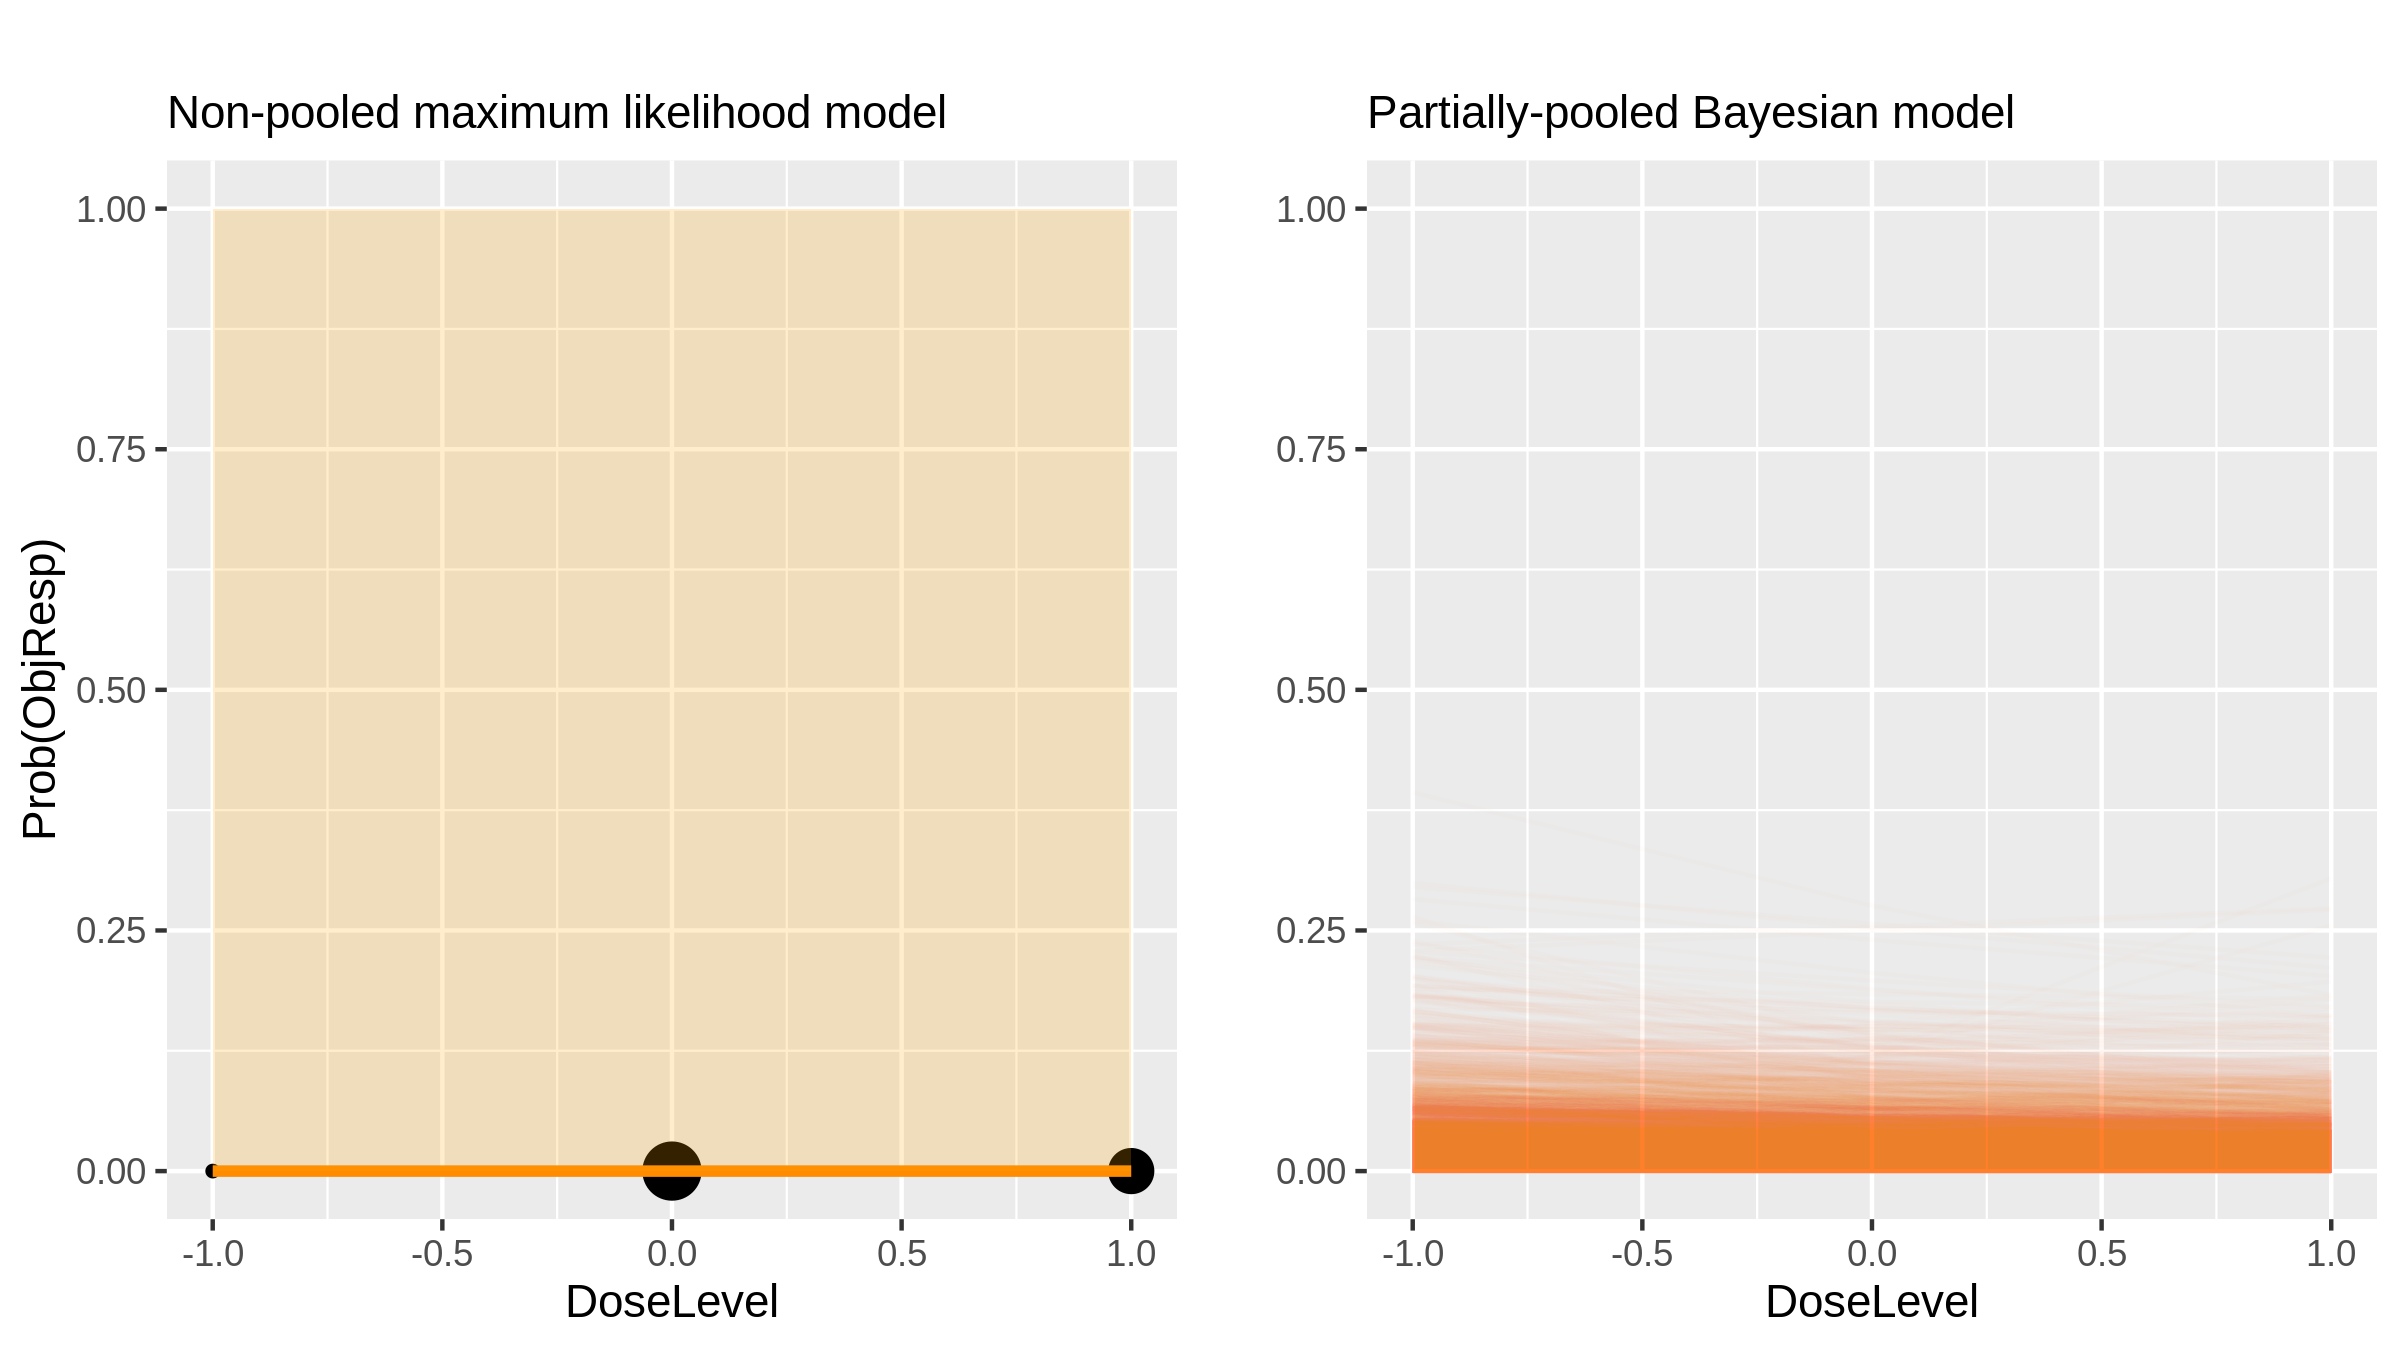 Non-pooled maximum likelihood model
Prob(ObjResp)
1.00
0.75
0.50
0.25
0.00
-1.0 -0.5 0.0 0.5 1.0
DoseLevel
Partially-pooled Bayesian model
1.00
0.75
0.50
0.25
0.00
-1.0 -0.5 0.0 0.5 1.0
DoseLevel